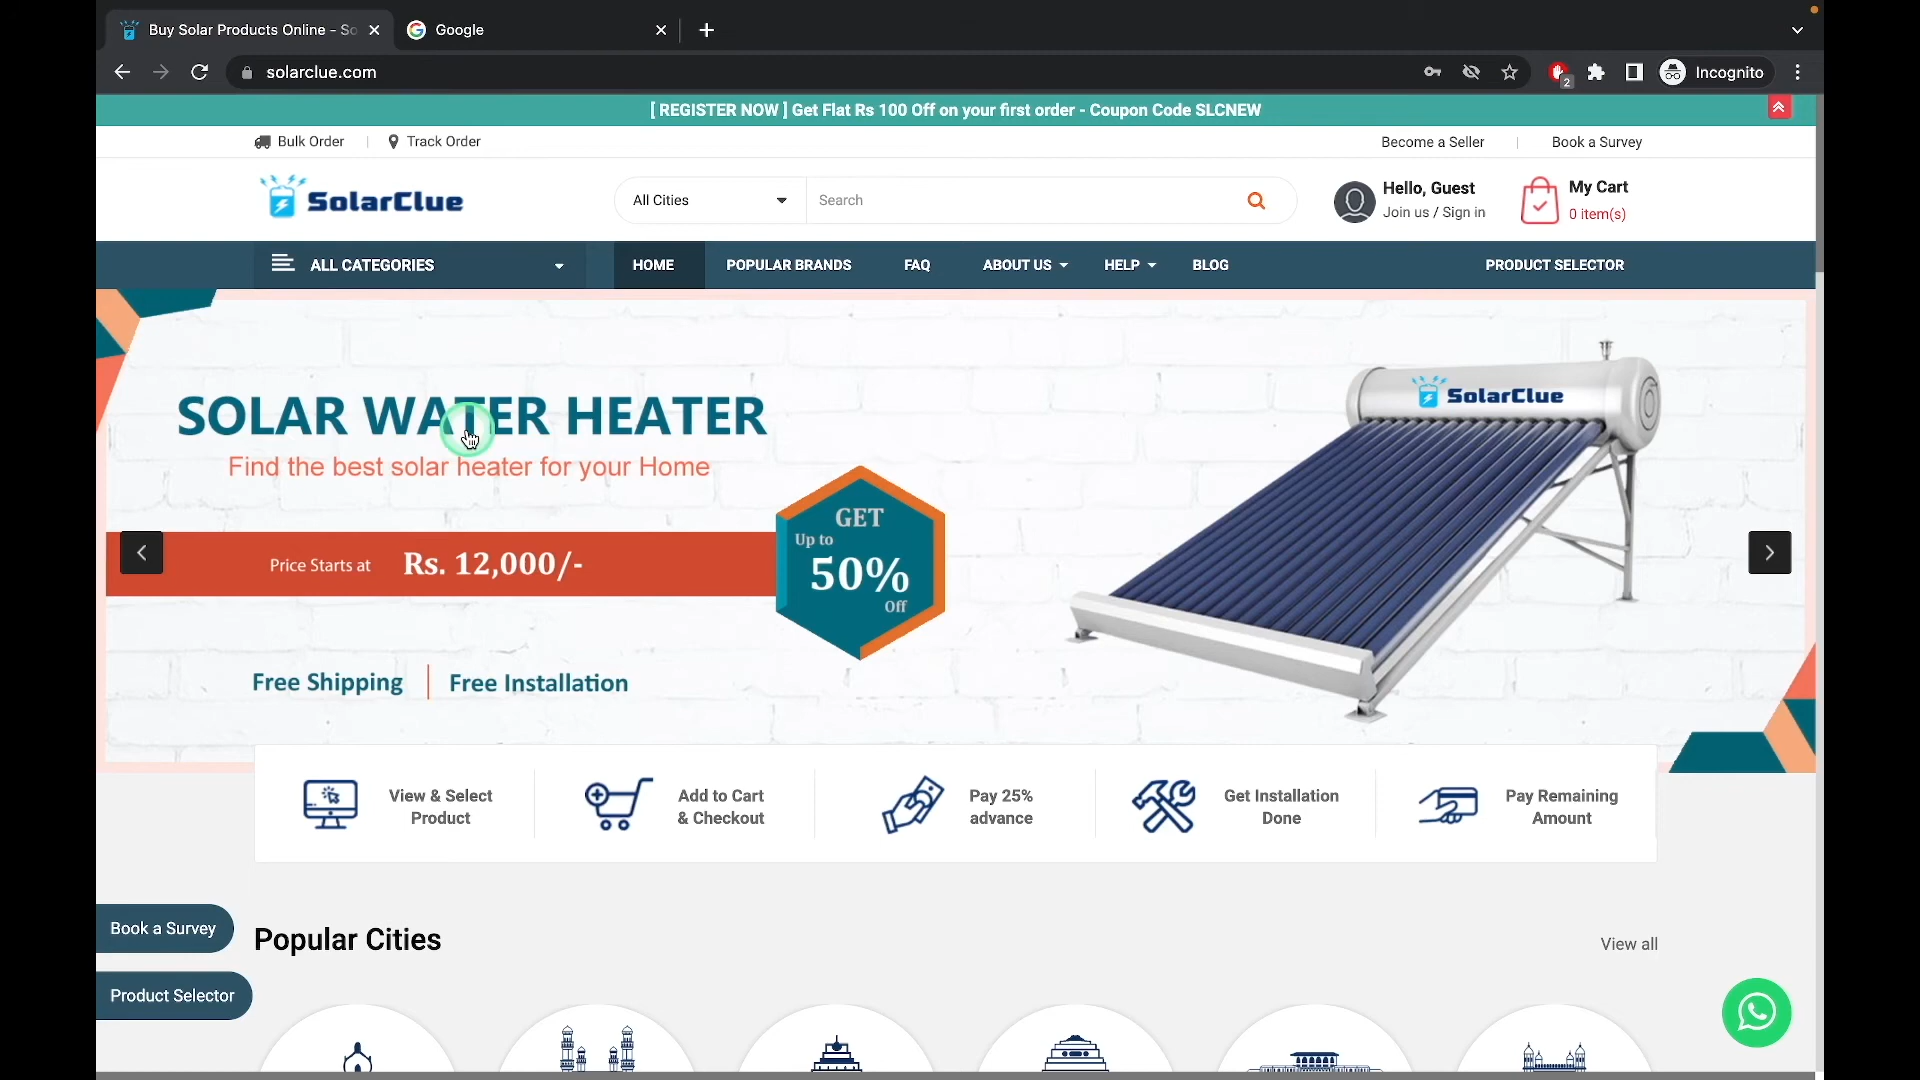 Buy Solar Products Online - So
Google
solarclue.com
2
Incognito
[ REGISTER NOW ] Get Flat Rs 100 Off on your first order - Coupon Code SLCNEW
Bulk Order
Track Order
Become a Seller
Book a Survey
SolarClue
All Cities
Search
Hello, Guest
Join us / Sign in
My Cart
0 item(s)
ALL CATEGORIES
HOME
POPULAR BRANDS
FAQ
ABOUT US
HELP
BLOG
PRODUCT SELECTOR
SOLAR WATER HEATER
Find the best solar heater for your Home
SolarClue
Price Starts at Rs. 12,000/-
GET
Up to
50%
Off
Free Shipping
Free Installation
View & Select
Product
Add to Cart
& Checkout
Pay 25%
advance
Get Installation
Done
Pay Remaining
Amount
Book a Survey
Popular Cities
View all
Product Selector